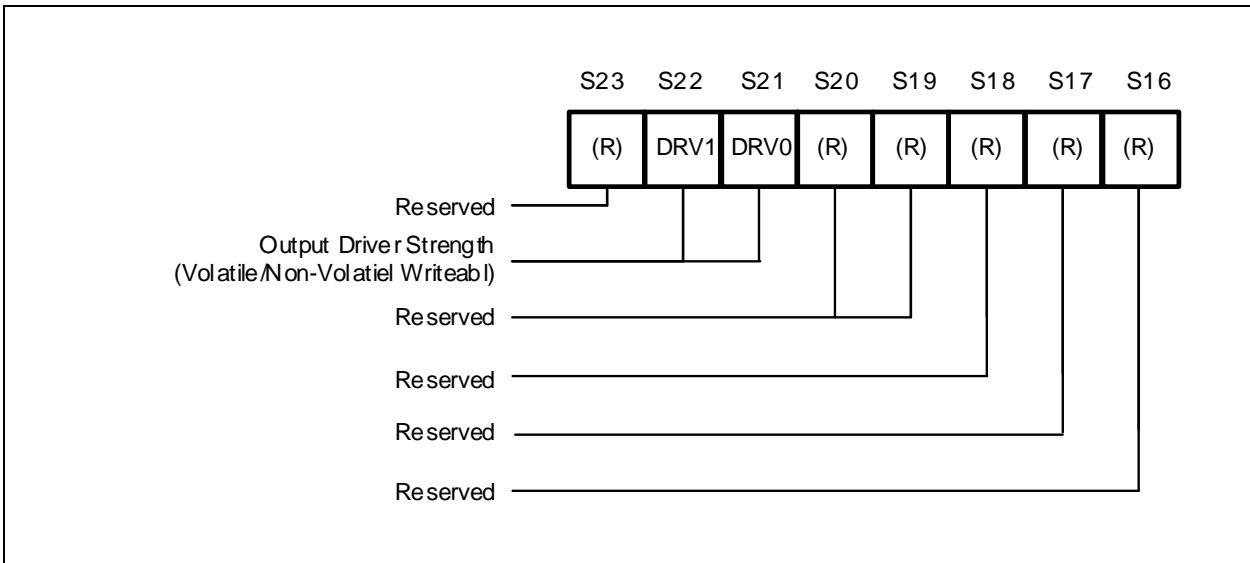 S23 S22 S21 S20 S19 S18 S17 S16
(R) DRV1 DRV0 (R) (R) (R) (R) (R)
Reserved
Output Driver Strength
(Volatile/Non-Volatiel Writeabl)
Reserved
Reserved
Reserved
Reserved